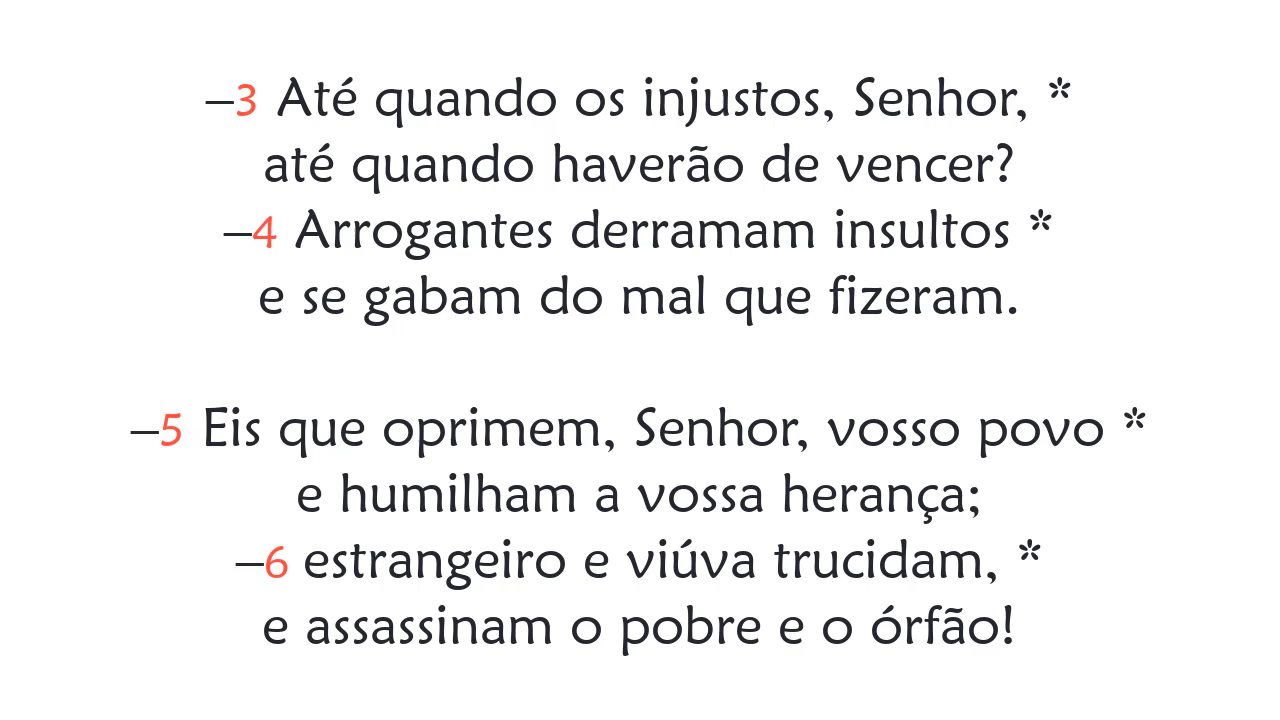 –3 Até quando os injustos, Senhor, *
até quando haverão de vencer?
–4 Arrogantes derramam insultos *
e se gabam do mal que fizeram.
–5 Eis que oprimem, Senhor, vosso povo *
e humilham a vossa herança;
–6 estrangeiro e viúva trucidam, *
e assassinam o pobre e o órfão!